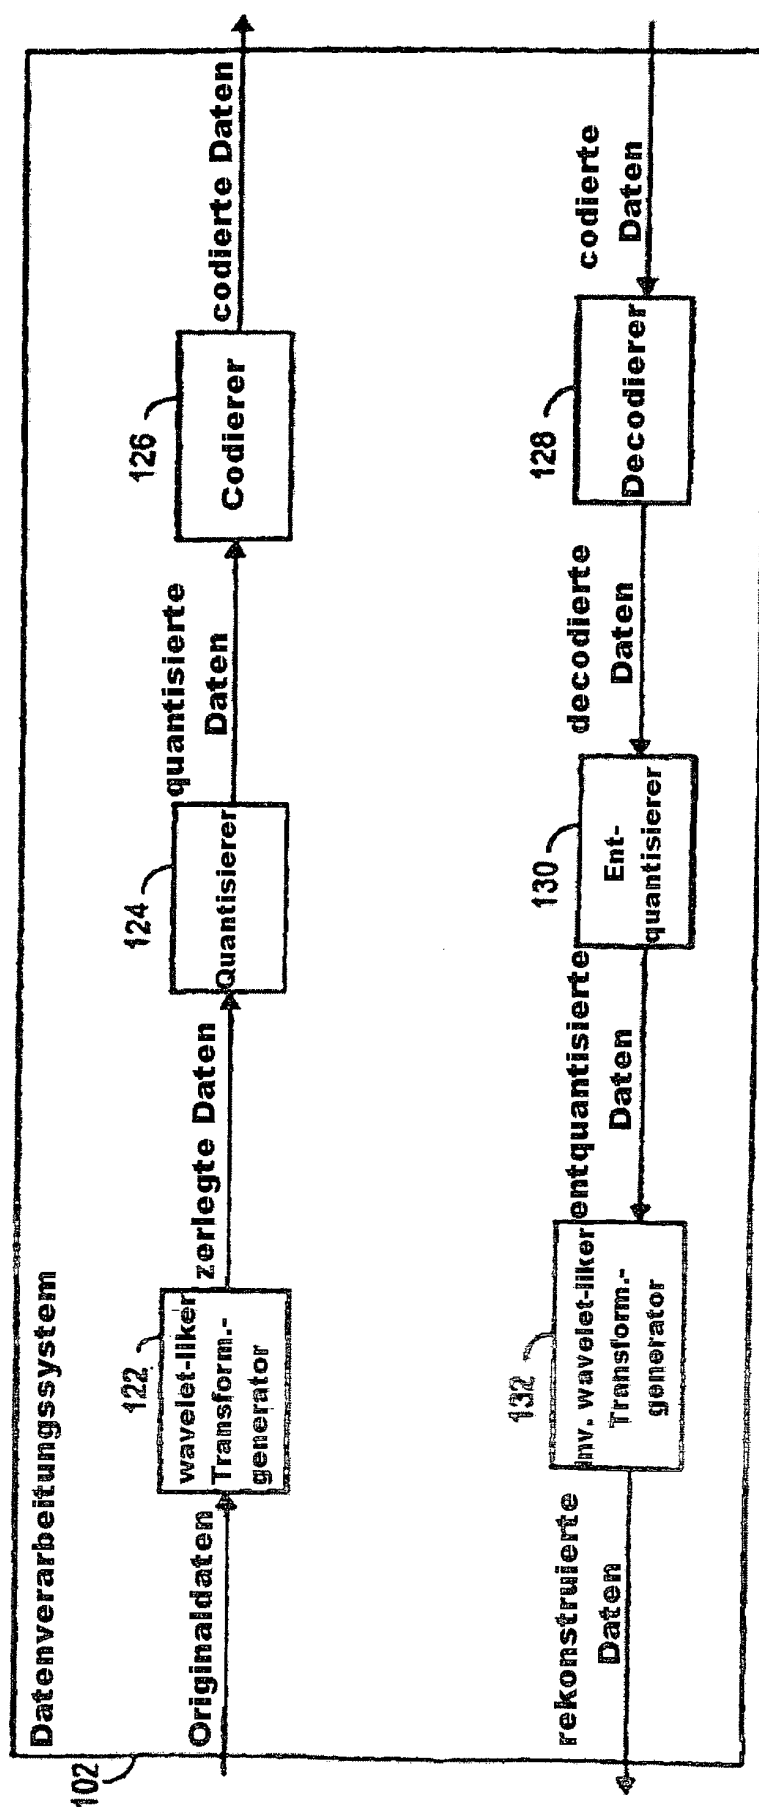 Datenverarbeitungssystem
102
Originaldaten
122
wavelet-liker
Transform.-
generator
zerlegte Daten
124
Quantisierer
quantisierte
Daten
126
Codierer
codierte Daten
codierte
Daten
128
Decodierer
decodierte
Daten
130
Ent-
quantisierer
entquantisierte
Daten
132
Inv. wavelet-liker
Transform.-
generator
rekonstruierte
Daten